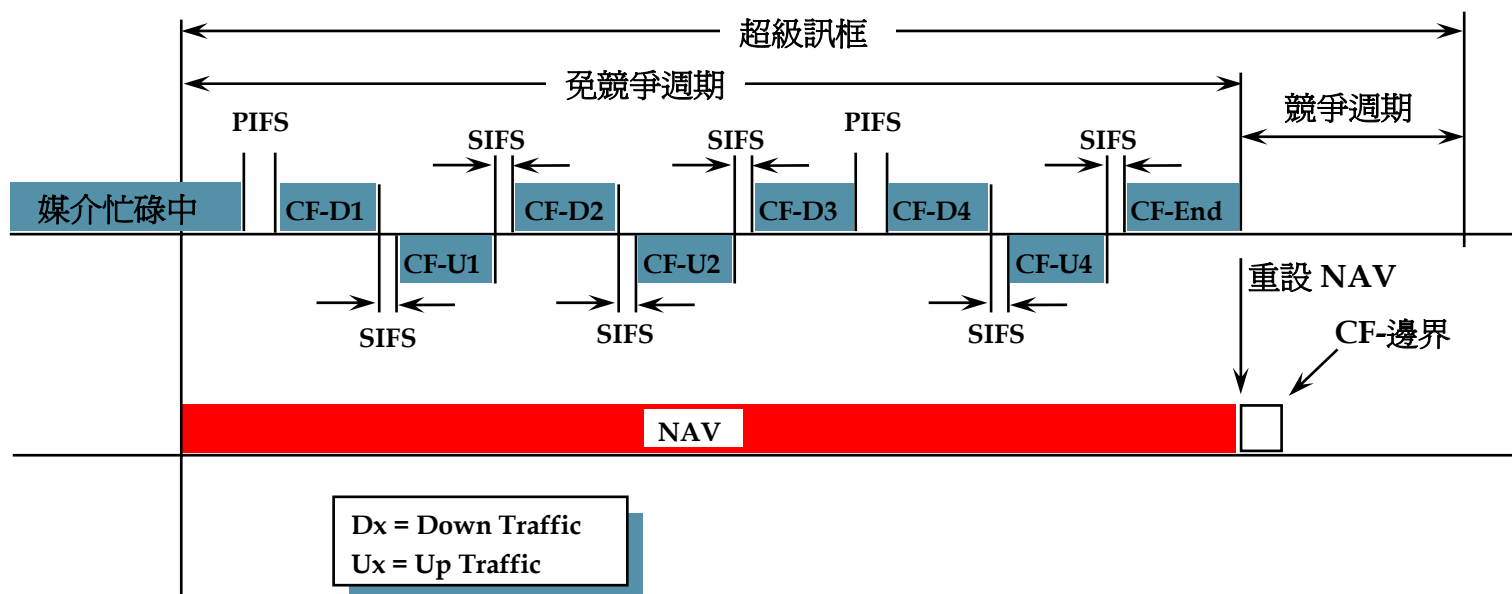 超級訊框
免競爭週期
競爭週期
PIFS
SIFS
SIFS
PIFS
SIFS
媒介忙碌中
CF-D1
CF-D2
CF-D3
CF-D4
CF-End
CF-U1
CF-U2
CF-U4
SIFS
SIFS
SIFS
重設 NAV
CF-邊界
NAV
Dx = Down Traffic
Ux = Up Traffic